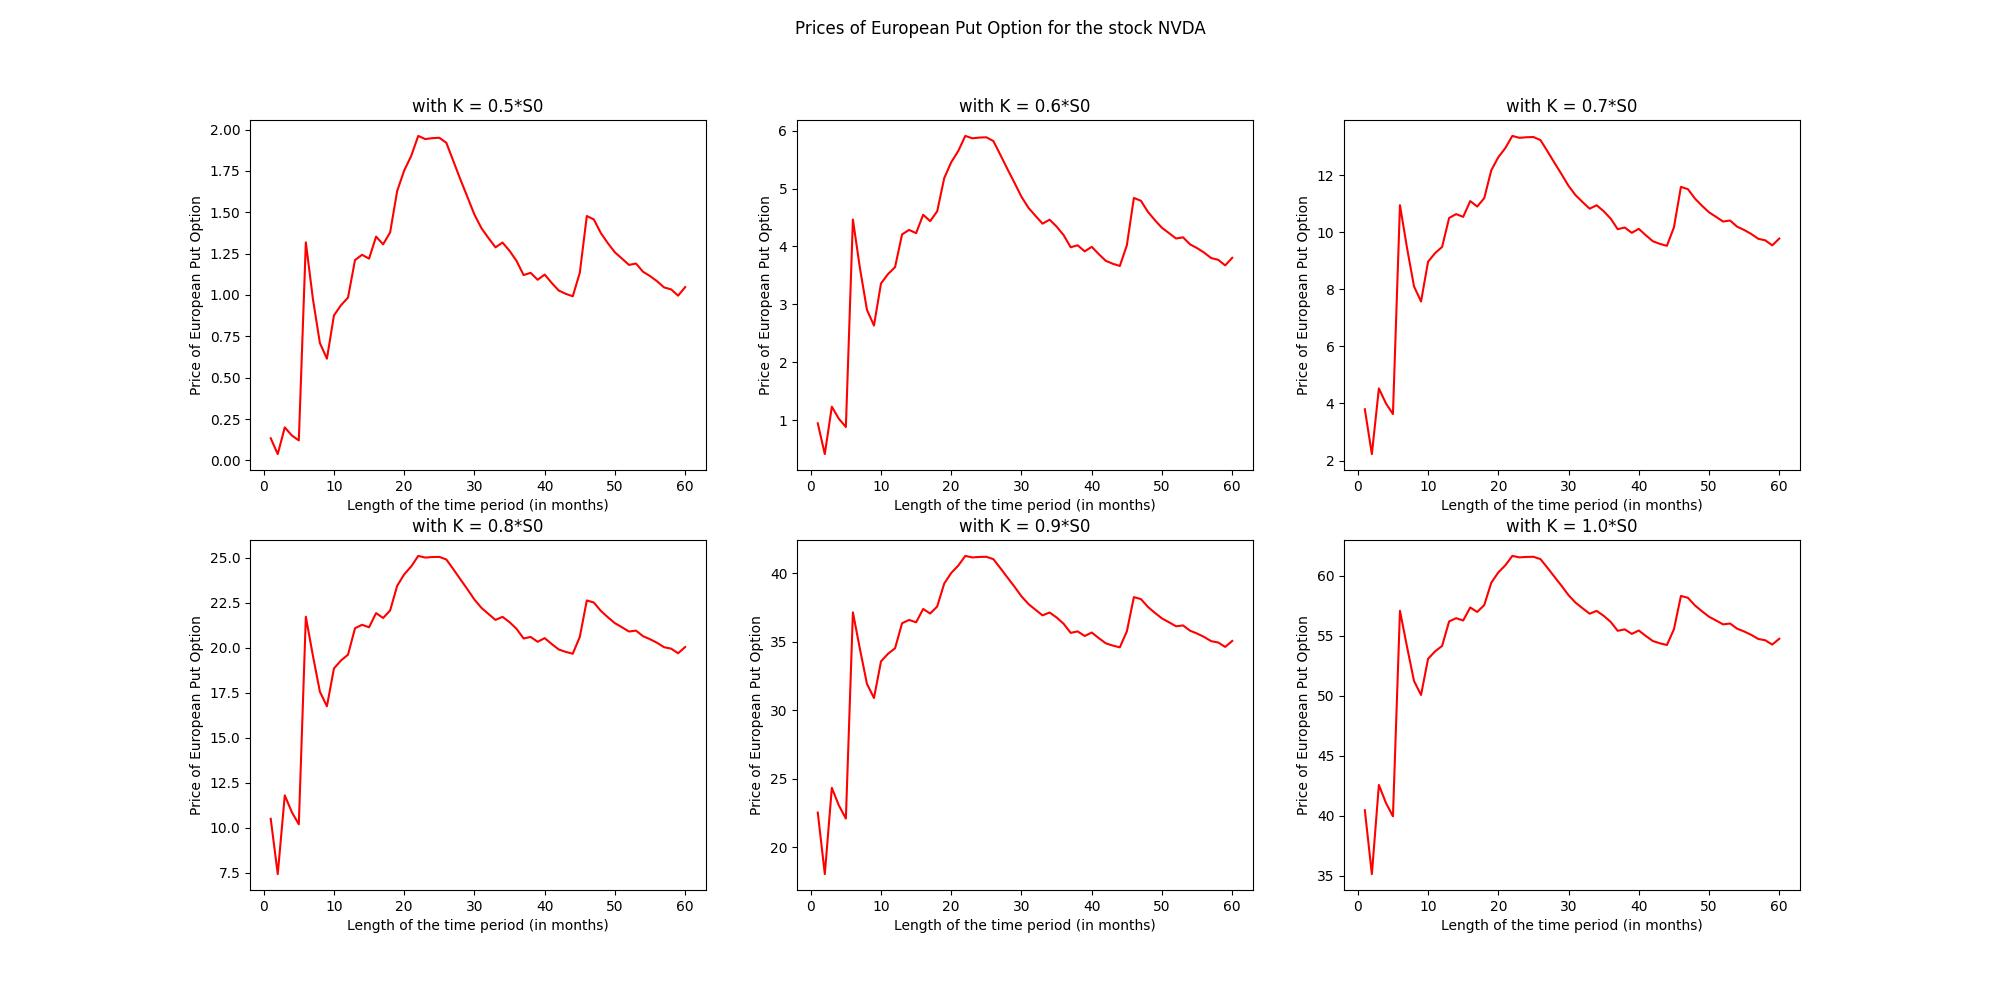 Prices of European Put Option for the stock NVDA
with K = 0.5*S0
2.00
1.75
1.50
1.25
1.00
0.75
0.50
0.25
0.00
Price of European Put Option
0 10 20 30 40 50 60
Length of the time period (in months)
with K = 0.6*S0
6
5
4
3
2
1
Price of European Put Option
0 10 20 30 40 50 60
Length of the time period (in months)
with K = 0.7*S0
12
10
8
6
4
2
Price of European Put Option
0 10 20 30 40 50 60
Length of the time period (in months)
with K = 0.8*S0
25.0
22.5
20.0
17.5
15.0
12.5
10.0
7.5
Price of European Put Option
0 10 20 30 40 50 60
Length of the time period (in months)
with K = 0.9*S0
40
35
30
25
20
Price of European Put Option
0 10 20 30 40 50 60
Length of the time period (in months)
with K = 1.0*S0
60
55
50
45
40
35
Price of European Put Option
0 10 20 30 40 50 60
Length of the time period (in months)